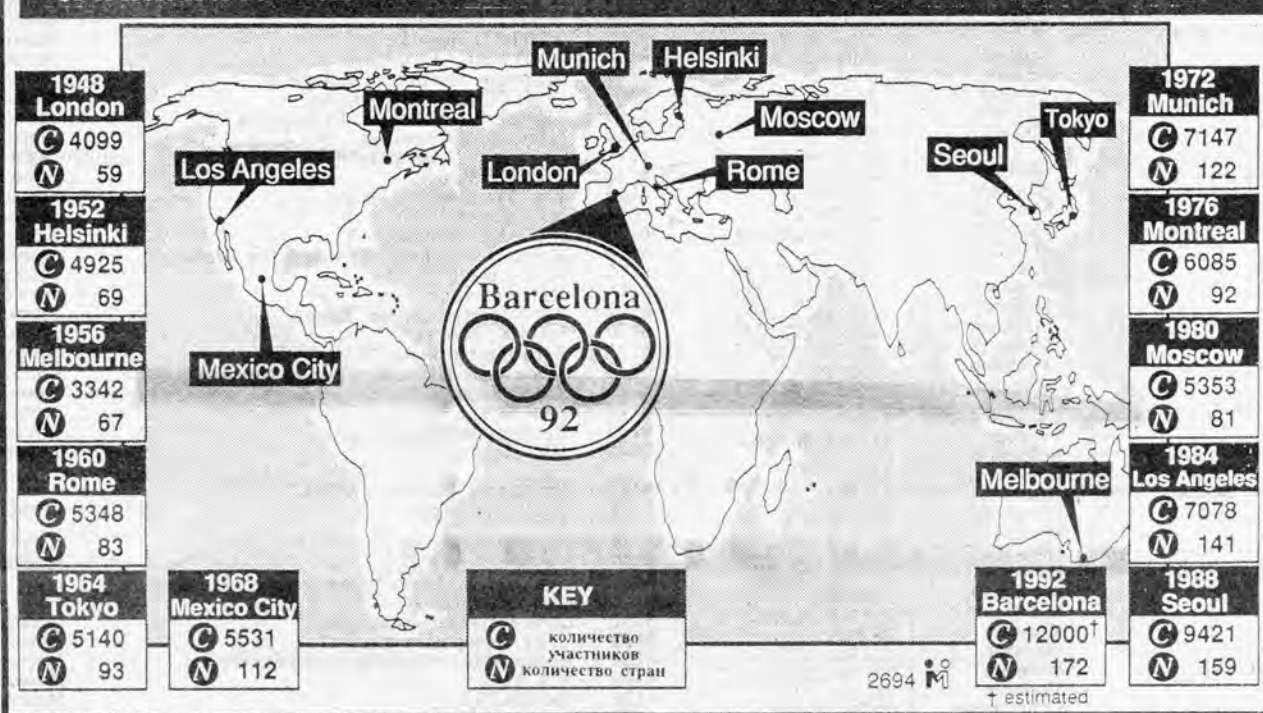 1948
London
C 4099
N 59
1952
Helsinki
C 4925
N 69
1956
Melbourne
C 3342
N 67
1960
Rome
C 5348
N 83
1964
Tokyo
C 5140
N 93
1968
Mexico City
C 5531
N 112
Munich
Helsinki
Montreal
Moscow
Tokyo
Los Angeles
London
Rome
Seoul
Barcelona
92
Mexico City
Melbourne
KEY
C количество
участников
N количество стран
2694
1972
Munich
C 7147
N 122
1976
Montreal
C 6085
N 92
1980
Moscow
C 5353
N 81
1984
Los Angeles
C 7078
N 141
1988
Seoul
C 9421
N 159
1992
Barcelona
C 12000†
N 172
† estimated